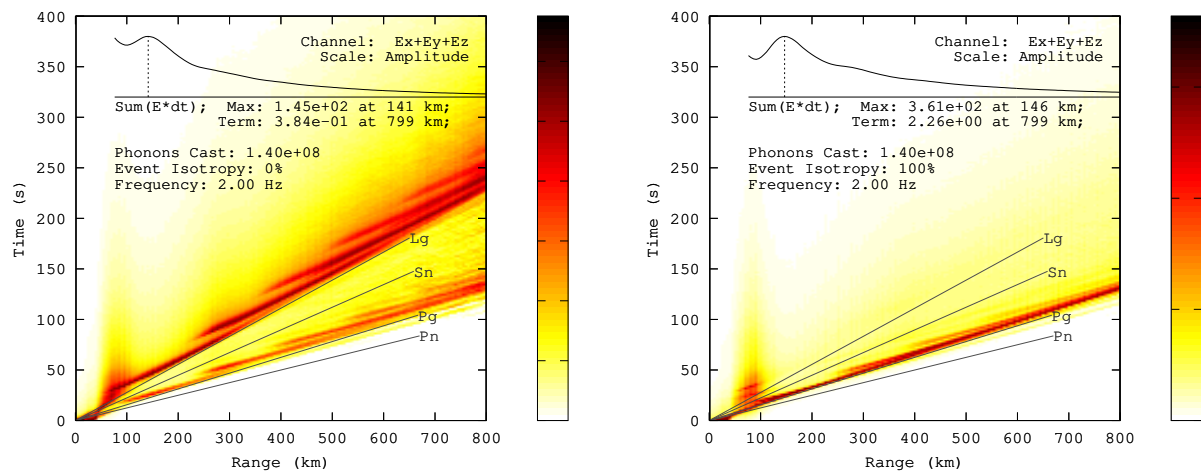 400
350
300
250
200
150
100
50
0
Time (s)
0 100 200 300 400 500 600 700 800
Range (km)
Channel: Ex+Ey+Ez
Scale: Amplitude
Sum(E*dt); Max: 1.45e+02 at 141 km;
Term: 3.84e-01 at 799 km;
Phonons Cast: 1.40e+08
Event Isotropy: 0%
Frequency: 2.00 Hz
Lg
Sn
Pg
Pn
400
350
300
250
200
150
100
50
0
Time (s)
0 100 200 300 400 500 600 700 800
Range (km)
Channel: Ex+Ey+Ez
Scale: Amplitude
Sum(E*dt); Max: 3.61e+02 at 146 km;
Term: 2.26e+00 at 799 km;
Phonons Cast: 1.40e+08
Event Isotropy: 100%
Frequency: 2.00 Hz
Lg
Sn
Pg
Pn